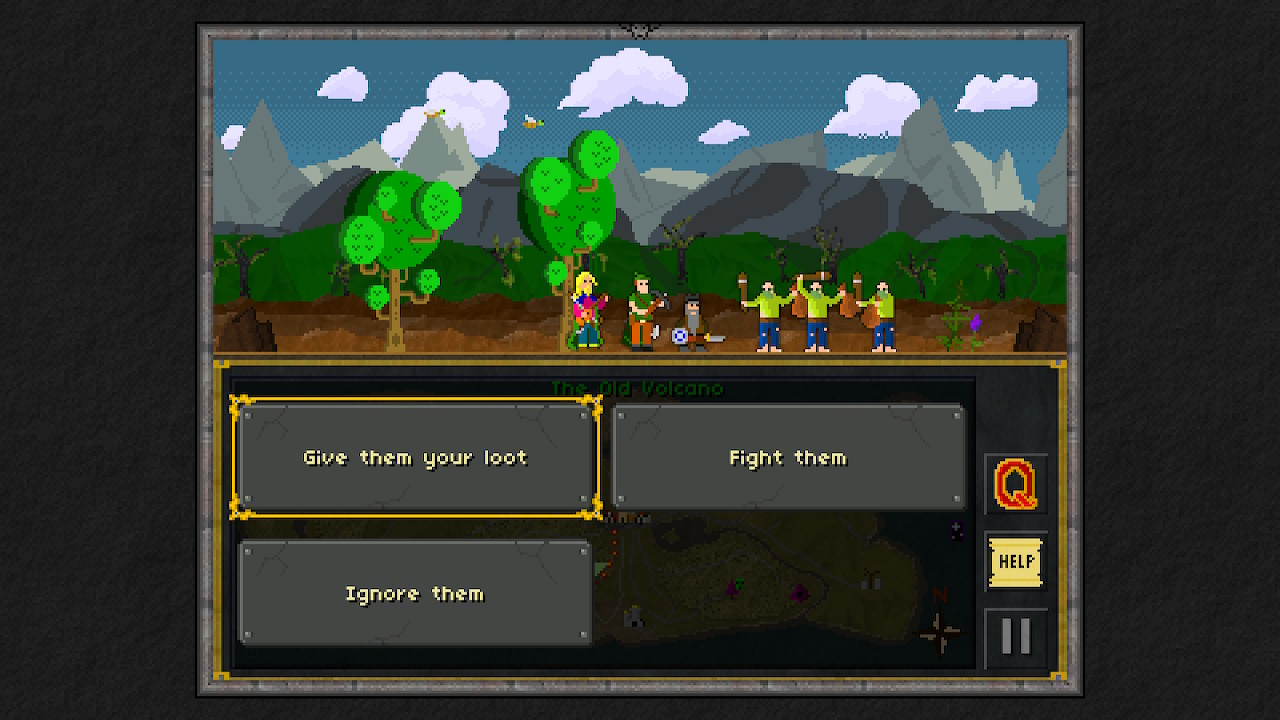 The Old Volcano
Give them your loot
Fight them
Q
HELP
Ignore them
N